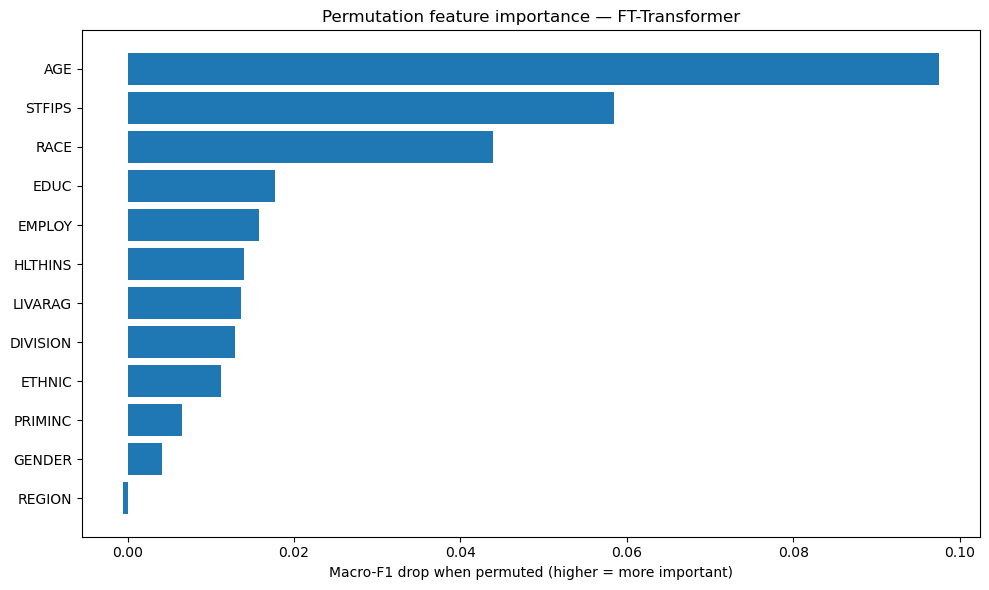 Permutation feature importance — FT-Transformer
AGE
STFIPS
RACE
EDUC
EMPLOY
HLTHINS
LIVARAG
DIVISION
ETHNIC
PRIMINC
GENDER
REGION
0.00 0.02 0.04 0.06 0.08 0.10
Macro-F1 drop when permuted (higher = more important)